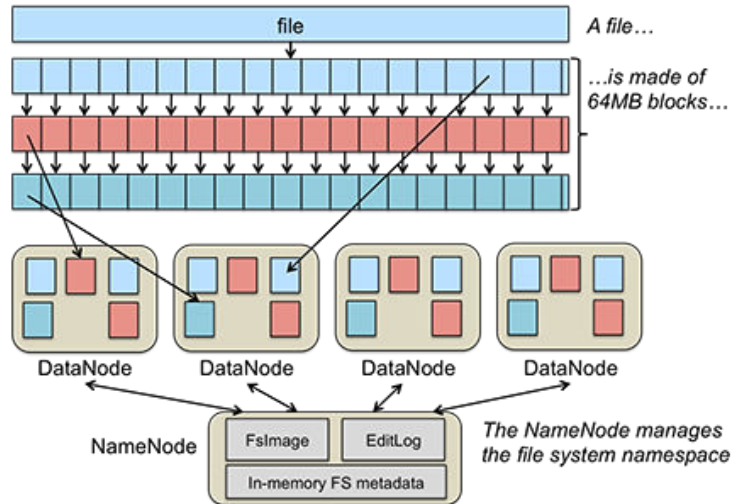 file
A file...
...is made of
64MB blocks...
DataNode
DataNode
DataNode
DataNode
NameNode
FsImage
EditLog
In-memory FS metadata
The NameNode manages
the file system namespace